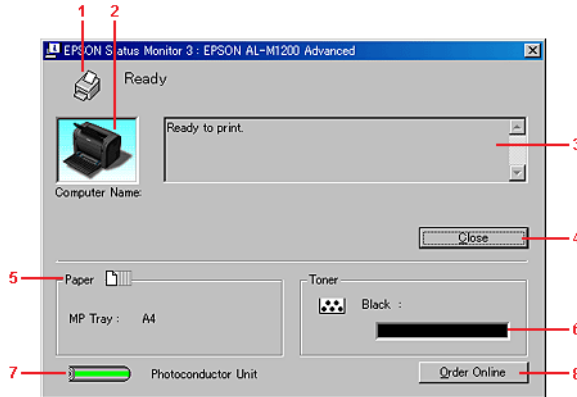 1 2
EPSON Status Monitor 3 : EPSON AL-M1200 Advanced
Ready
Ready to print.
3
Computer Name:
Close
4
5
Paper
Toner
MP Tray : A4
Black :
6
7
Photoconductor Unit
Order Online
8